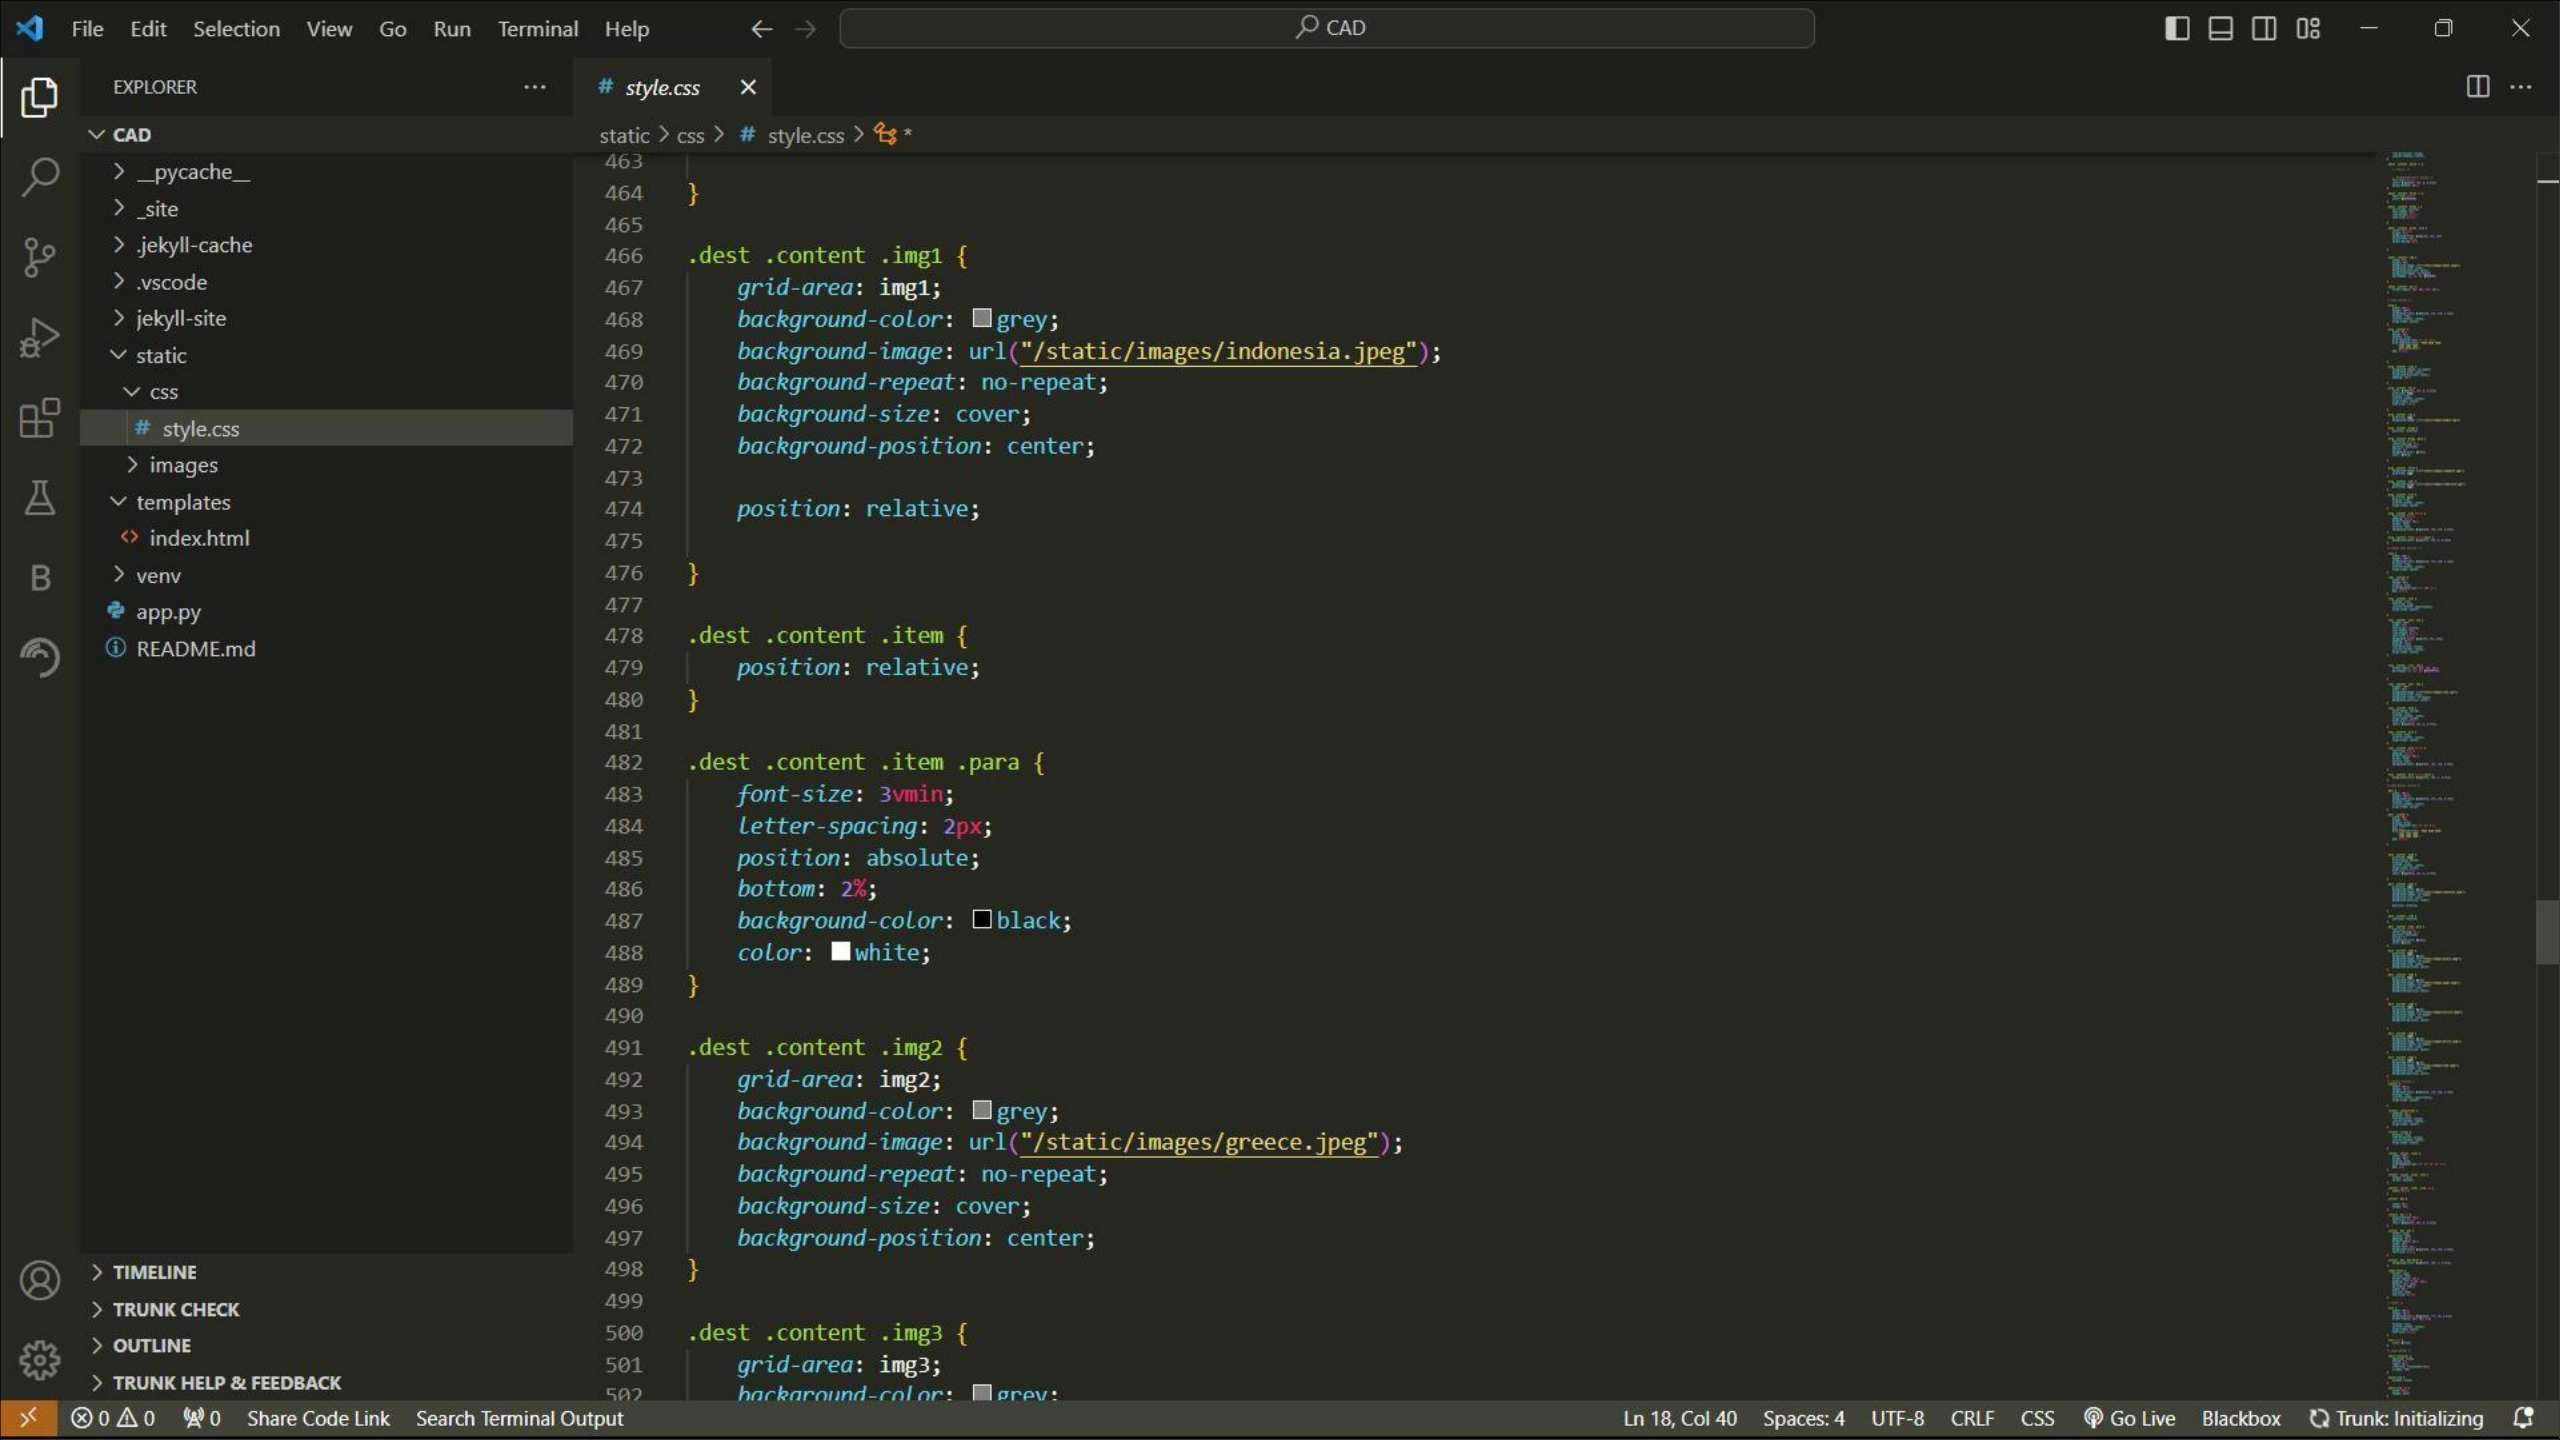 File Edit Selection View Go Run Terminal Help
CAD
EXPLORER
CAD
__pycache__
_site
.jekyll-cache
.vscode
jekyll-site
static
css
# style.css
images
templates
index.html
venv
app.py
README.md
TIMELINE
TRUNK CHECK
OUTLINE
TRUNK HELP & FEEDBACK
# style.css
static > css > # style.css > *
463
464 }
465
466 .dest .content .img1 {
467 grid-area: img1;
468 background-color: grey;
469 background-image: url("/static/images/indonesia.jpeg");
470 background-repeat: no-repeat;
471 background-size: cover;
472 background-position: center;
473
474 position: relative;
475
476 }
477
478 .dest .content .item {
479 position: relative;
480 }
481
482 .dest .content .item .para {
483 font-size: 3vmin;
484 letter-spacing: 2px;
485 position: absolute;
486 bottom: 2%;
487 background-color: black;
488 color: white;
489 }
490
491 .dest .content .img2 {
492 grid-area: img2;
493 background-color: grey;
494 background-image: url("/static/images/greece.jpeg");
495 background-repeat: no-repeat;
496 background-size: cover;
497 background-position: center;
498 }
499
500 .dest .content .img3 {
501 grid-area: img3;
502 background-color: grey;
0 0 0 Share Code Link Search Terminal Output Ln 18, Col 40 Spaces: 4 UTF-8 CRLF CSS Go Live Blackbox Trunk: Initializing